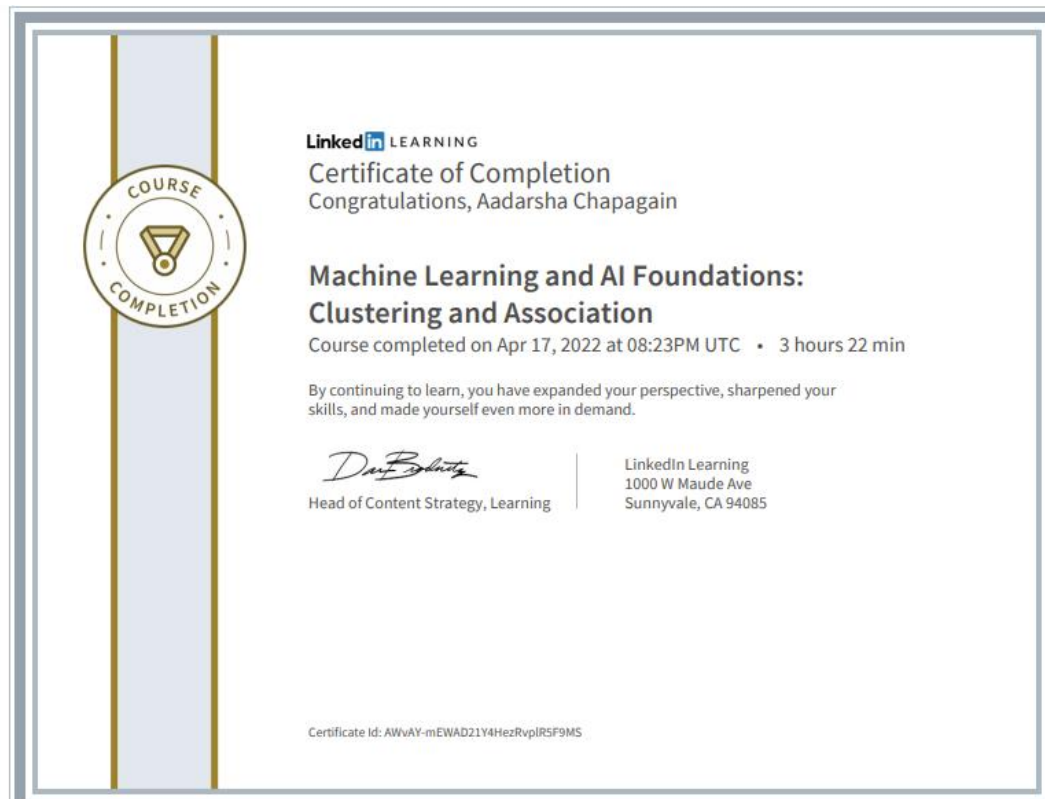 COURSE
COMPLETION
Linked in LEARNING
Certificate of Completion
Congratulations, Aadarsha Chapagain
Machine Learning and AI Foundations:
Clustering and Association
Course completed on Apr 17, 2022 at 08:23PM UTC • 3 hours 22 min
By continuing to learn, you have expanded your perspective, sharpened your
skills, and made yourself even more in demand.
Head of Content Strategy, Learning
LinkedIn Learning
1000 W Maude Ave
Sunnyvale, CA 94085
Certificate Id: AWvAY-mEWAD21Y4HezRvplR5F9MS